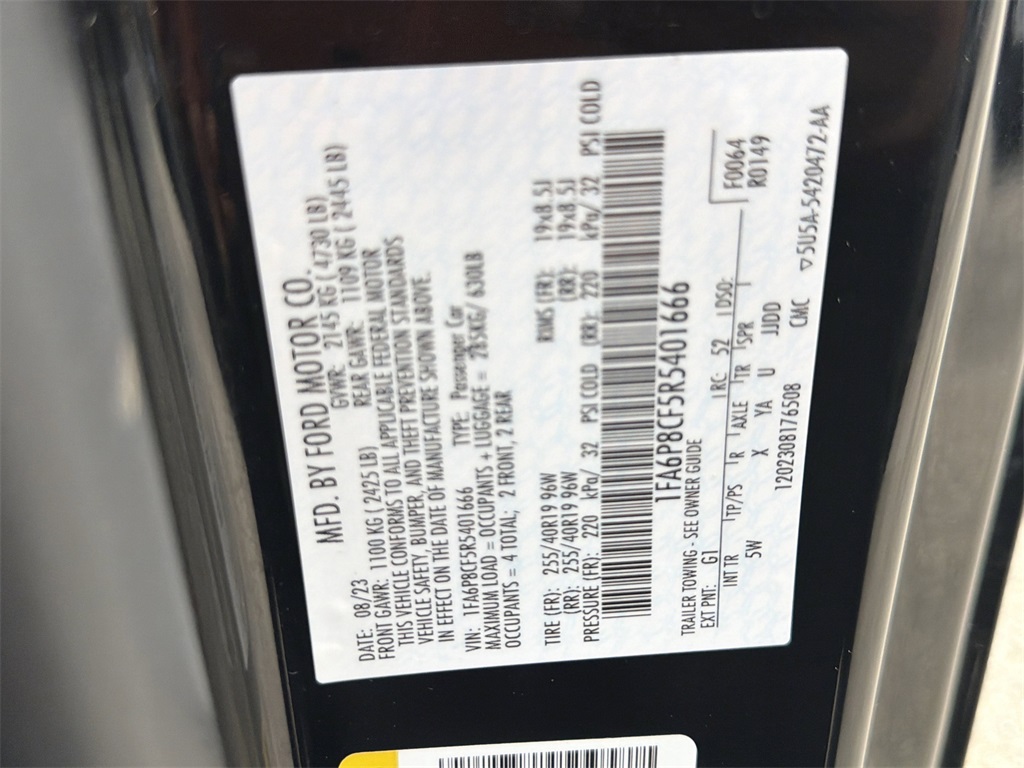 MFD. BY FORD MOTOR CO.
DATE: 08/23 GVWR: 2145 KG ( 4730 LB)
FRONT GAWR: 1100 KG ( 2425 LB) REAR GAWR: 1109 KG ( 2445 LB)
THIS VEHICLE CONFORMS TO ALL APPLICABLE FEDERAL MOTOR
VEHICLE SAFETY, BUMPER, AND THEFT PREVENTION STANDARDS
IN EFFECT ON THE DATE OF MANUFACTURE SHOWN ABOVE.
VIN: 1FA6P8CF5R5401666 TYPE: Passenger Car
MAXIMUM LOAD = OCCUPANTS + LUGGAGE = 285KG/ 630LB
OCCUPANTS = 4 TOTAL; 2 FRONT, 2 REAR
TIRE (FR): 255/40R19 96W RIMS (FR): 19x8.5J
(RR): 255/40R19 96W (RR): 19x8.5J
PRESSURE (FR): 220 kPa/ 32 PSI COLD (RR): 220 kPa/ 32 PSI COLD
1FA6P8CF5R5401666
TRAILER TOWING - SEE OWNER GUIDE
EXT PNT: G1 RC: 52 DSO: F0064
INT TR TP/PS R AXLE TR SPR R0149
5W X YA U JJDD
1202308176508 CMC ▽5U5A-5420472-AA